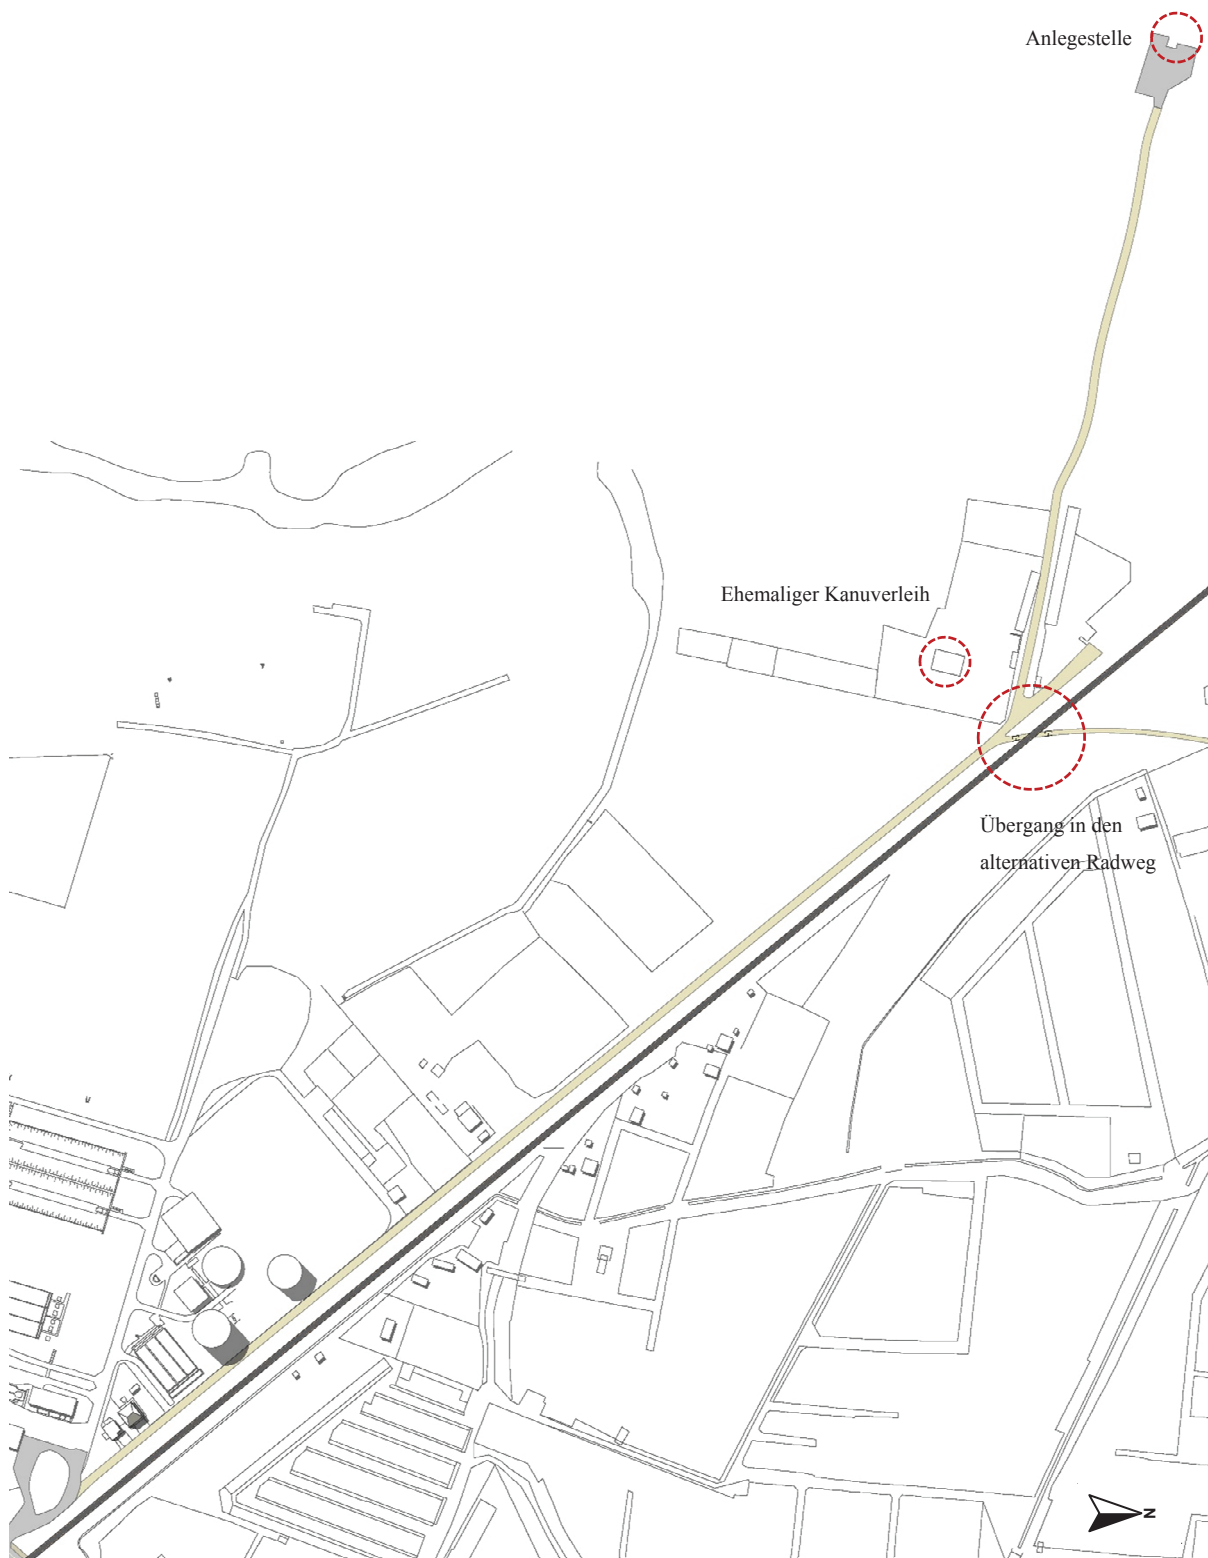 Anlegestelle
Ehemaliger Kanuverleih
Übergang in den
alternativen Radweg
N